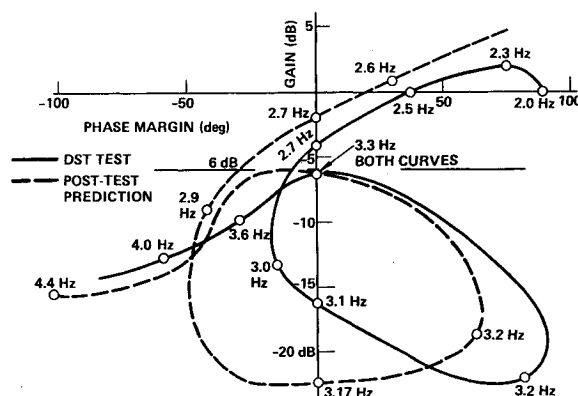 5
GAIN (dB)
2.3 Hz
2.6 Hz
-100
-50
0
50
100
2.7 Hz
2.5 Hz
2.0 Hz
PHASE MARGIN (deg)
2.7 Hz
3.3 Hz
BOTH CURVES
DST TEST
6 dB
-5
POST-TEST
PREDICTION
2.9
Hz
-10
3.6 Hz
4.0 Hz
3.0
Hz
4.4 Hz
-15
3.1 Hz
3.2 Hz
-20 dB
3.17 Hz
3.2 Hz